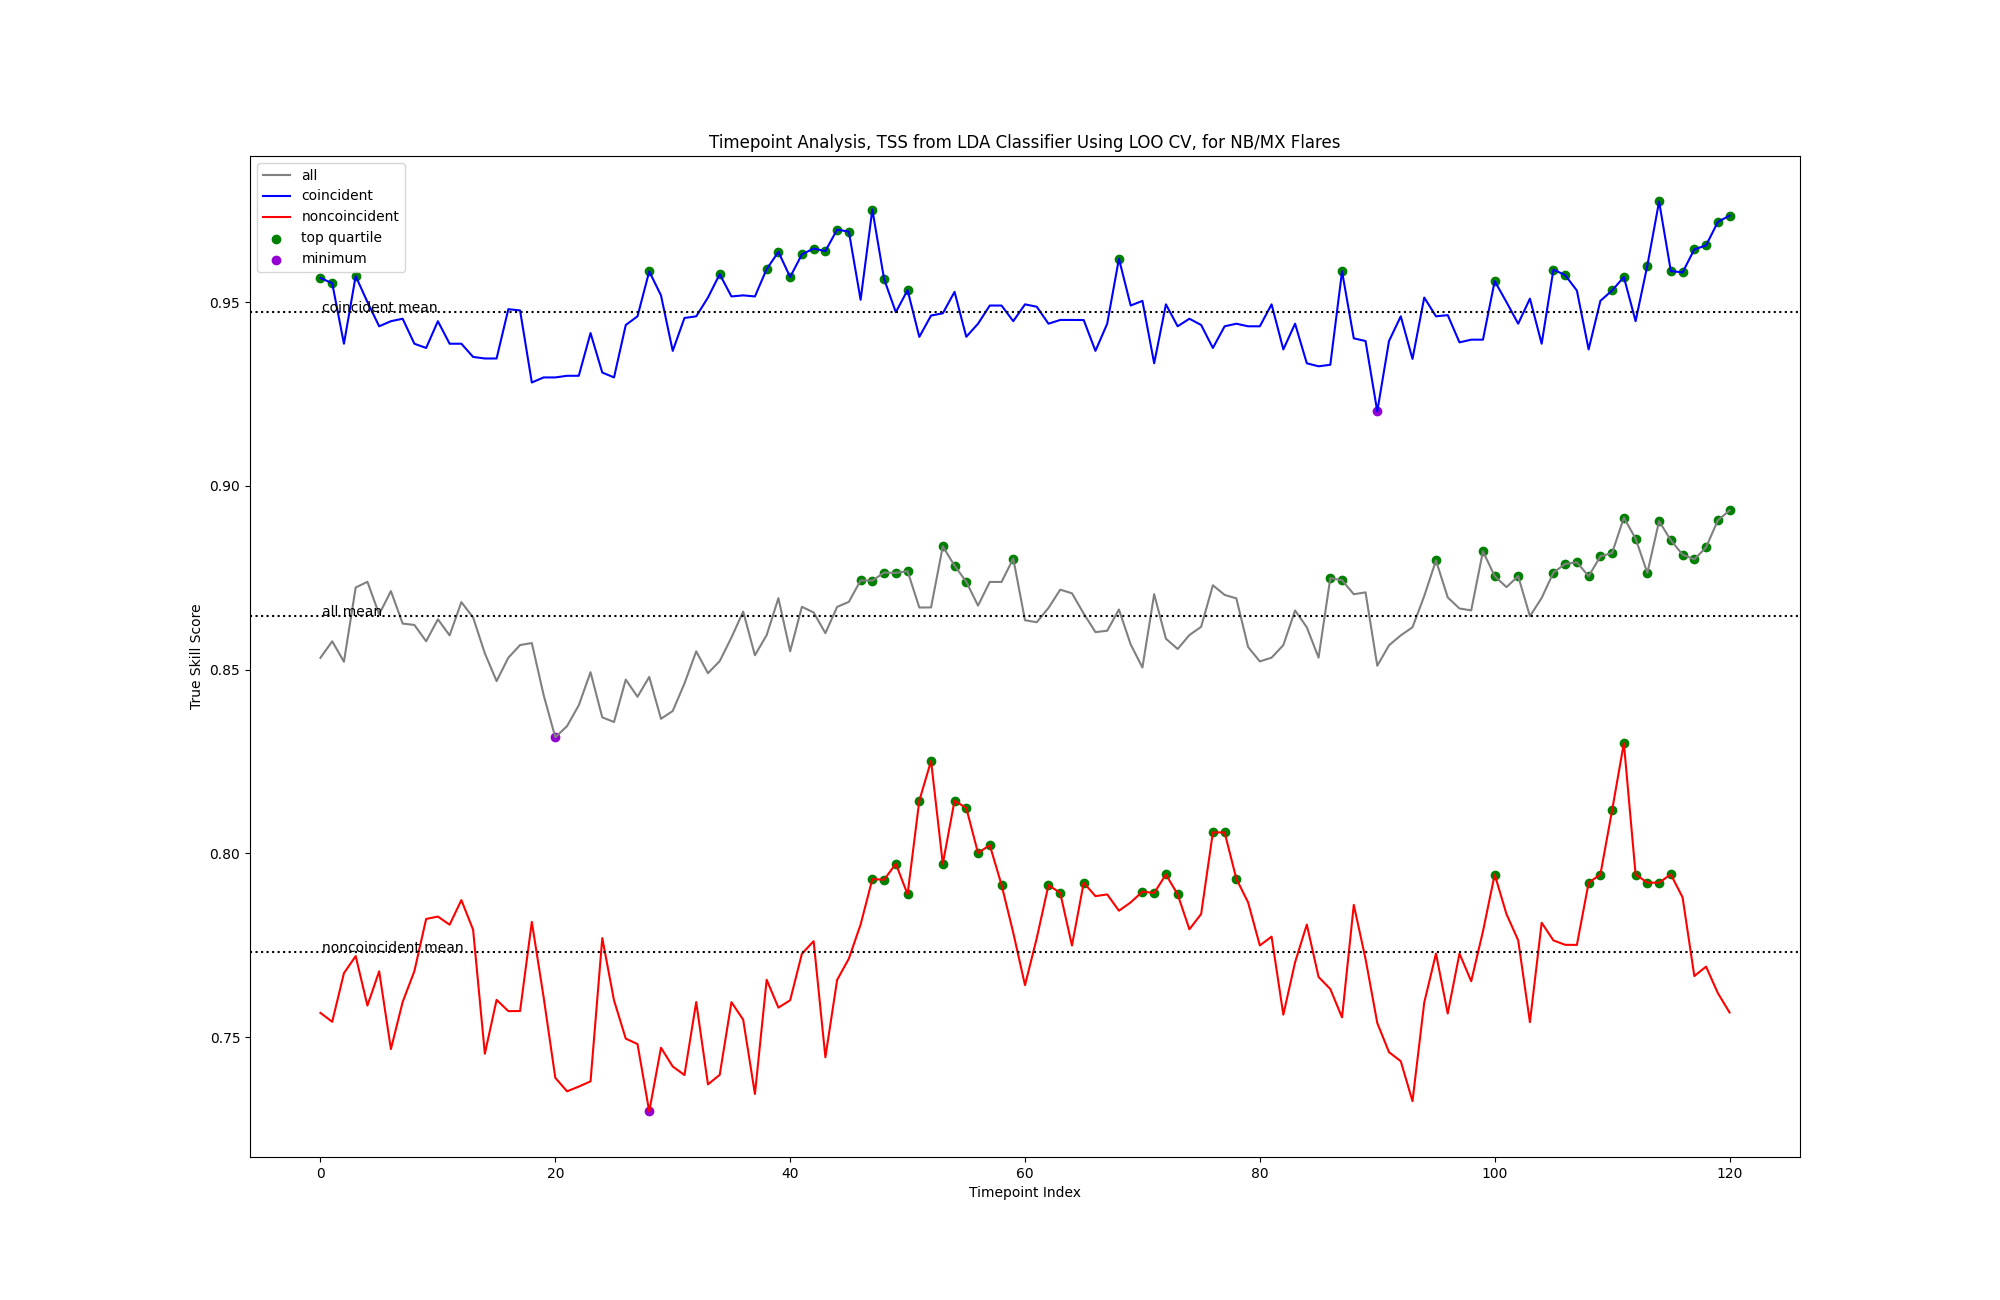 Timepoint Analysis, TSS from LDA Classifier Using LOO CV, for NB/MX Flares
all
coincident
noncoincident
top quartile
minimum
coincident mean
all mean
noncoincident mean
True Skill Score
0.95
0.90
0.85
0.80
0.75
0 20 40 60 80 100 120
Timepoint Index